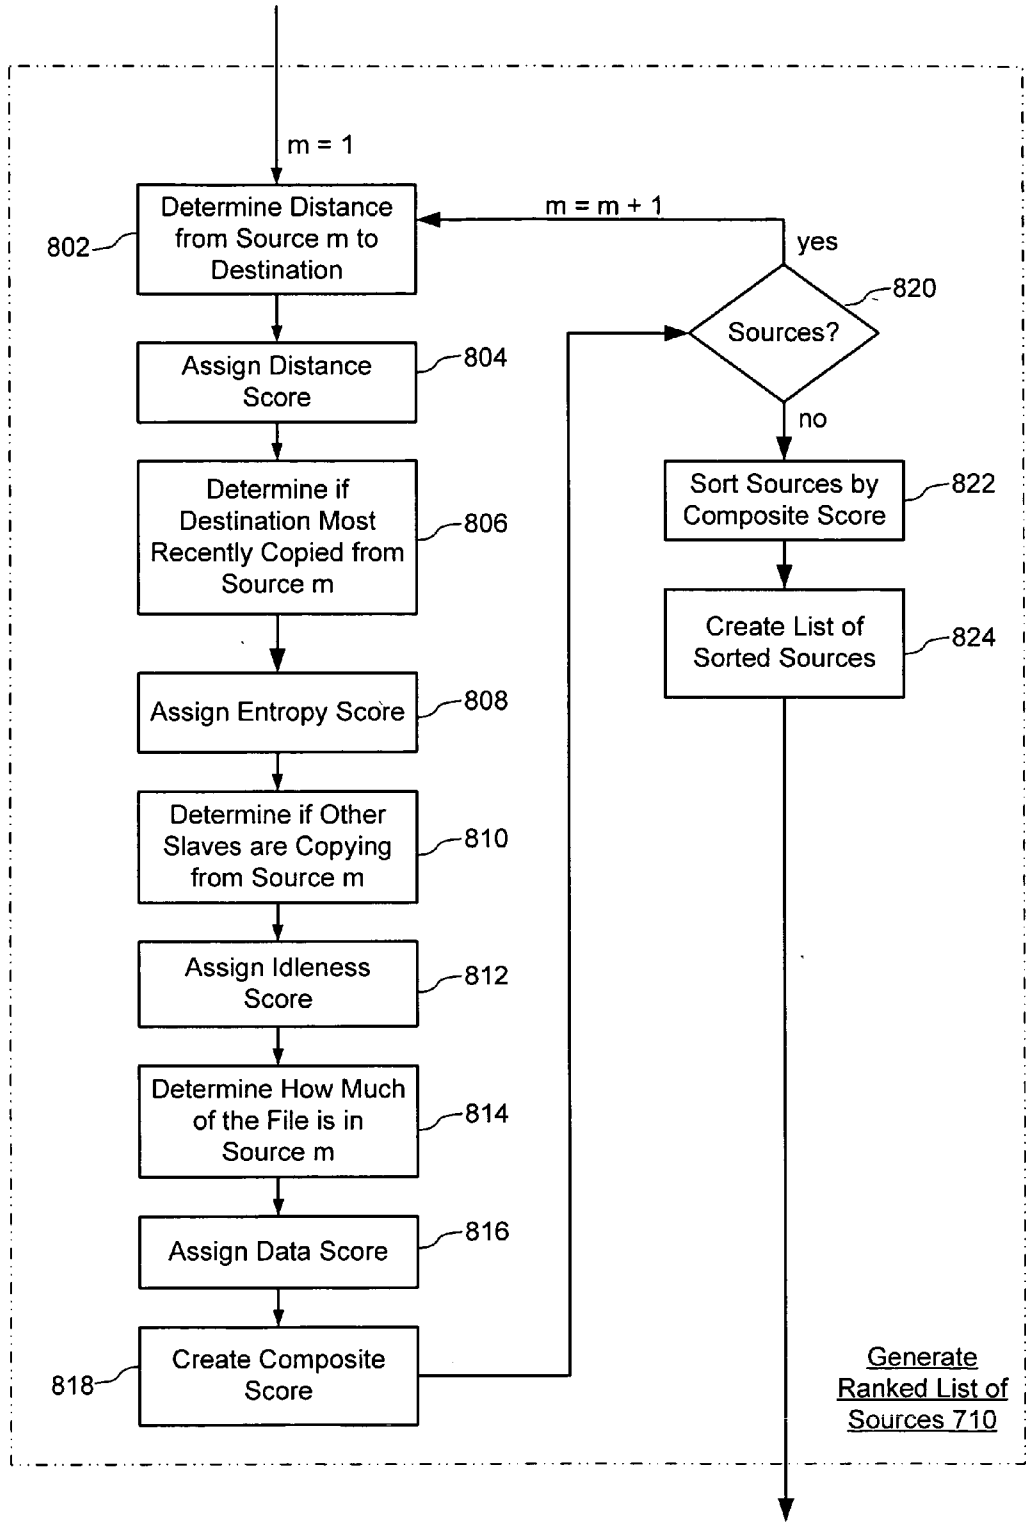 m = 1
Determine Distance
from Source m to
Destination
802
Assign Distance
Score
804
Determine if
Destination Most
Recently Copied from
Source m
806
Assign Entropy Score
808
Determine if Other
Slaves are Copying
from Source m
810
Assign Idleness
Score
812
Determine How Much
of the File is in
Source m
814
Assign Data Score
816
Create Composite
Score
818
m = m + 1
yes
Sources?
820
no
Sort Sources by
Composite Score
822
Create List of
Sorted Sources
824
Generate
Ranked List of
Sources 710